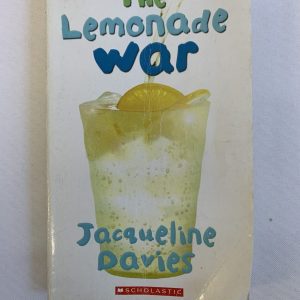 The
Lemonade
war
Jacqueline
Davies
SCHOLASTIC